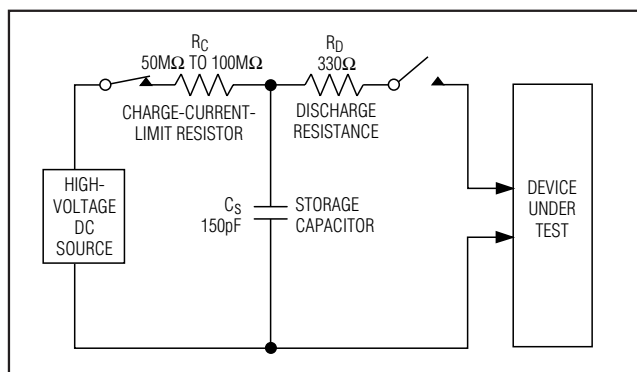 R_C
50MΩ TO 100MΩ
CHARGE-CURRENT-
LIMIT RESISTOR
R_D
330Ω
DISCHARGE
RESISTANCE
HIGH-
VOLTAGE
DC
SOURCE
C_S
150pF
STORAGE
CAPACITOR
DEVICE
UNDER
TEST